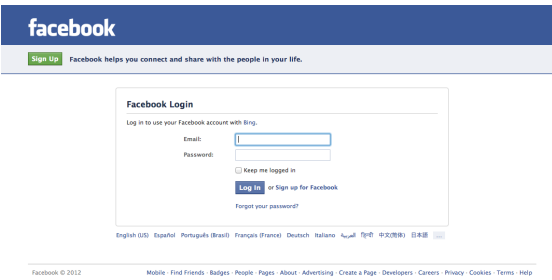 facebook
Sign Up Facebook helps you connect and share with the people in your life.
Facebook Login
Log in to use your Facebook account with Bing.
Email:
Password:
Keep me logged in
Log In or Sign up for Facebook
Forgot your password?
English (US) Español Português (Brasil) Français (France) Deutsch Italiano العربية हिन्दी 中文(简体) 日本語 ...
Facebook © 2012 Mobile · Find Friends · Badges · People · Pages · About · Advertising · Create a Page · Developers · Careers · Privacy · Cookies · Terms · Help